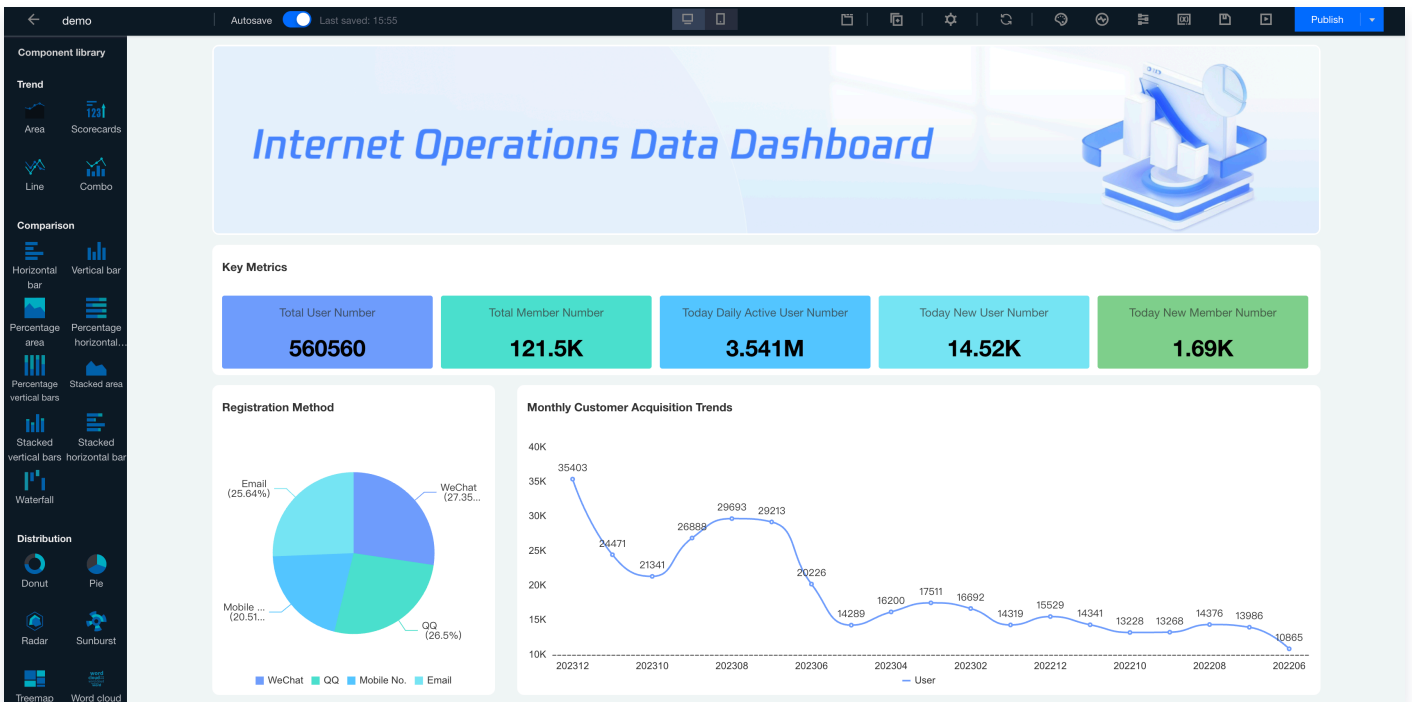 demo
Autosave
Last saved: 15:55
Publish
Component library
Trend
Area
Scorecards
123
Line
Combo
Comparison
Horizontal
bar
Vertical bar
Percentage
area
Percentage
horizontal...
Percentage
vertical bars
Stacked area
Stacked
vertical bars
Stacked
horizontal bar
Waterfall
Distribution
Donut
Pie
Radar
Sunburst
Treemap
Word cloud
Internet Operations Data Dashboard
Key Metrics
Total User Number
560560
Total Member Number
121.5K
Today Daily Active User Number
3.541M
Today New User Number
14.52K
Today New Member Number
1.69K
Registration Method
Email
(25.64%)
WeChat
(27.35...
Mobile ...
(20.51...
QQ
(26.5%)
WeChat QQ Mobile No. Email
Monthly Customer Acquisition Trends
40K
35K
30K
25K
20K
15K
10K
35403
24471
21341
26888
29693
29213
20226
14289
16200
17511
16692
14319
15529
14341
13228
13268
14376
13986
10865
202312 202310 202308 202306 202304 202302 202212 202210 202208 202206
User